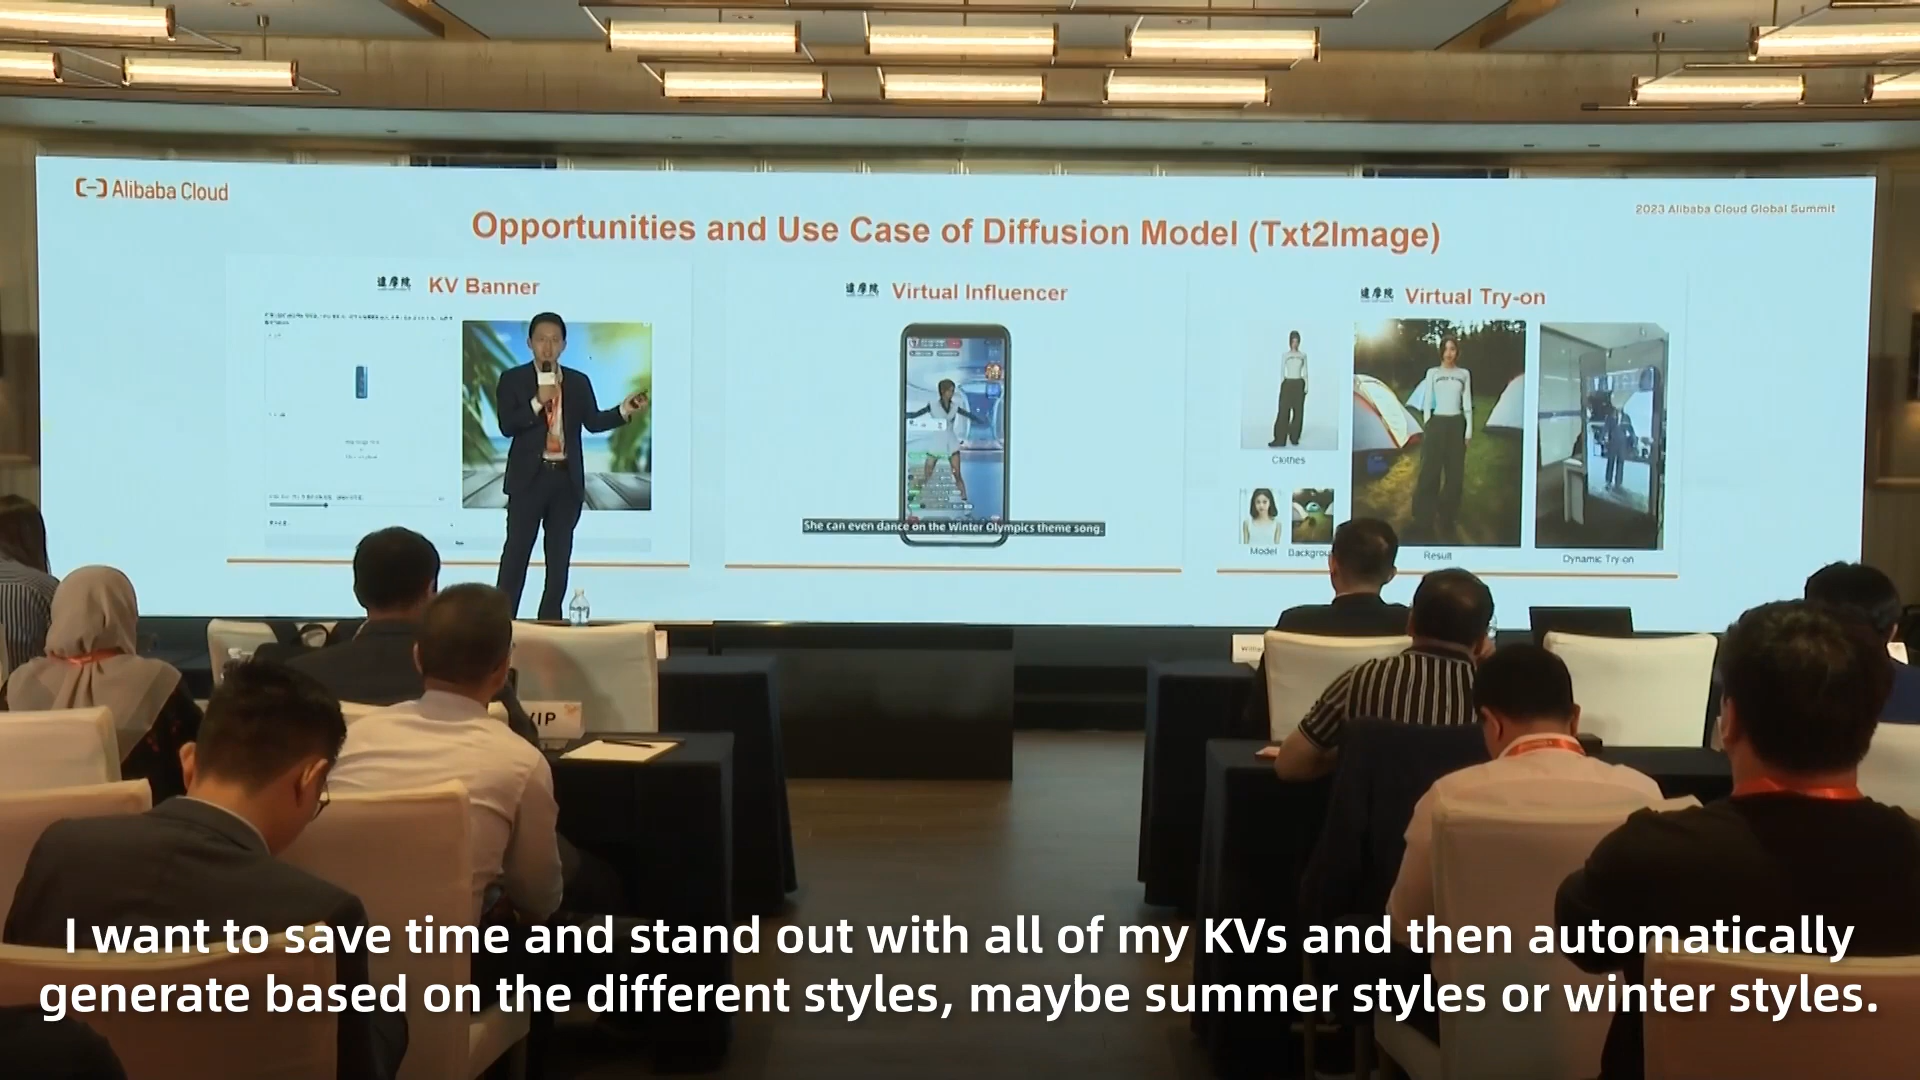 Alibaba Cloud
2023 Alibaba Cloud Global Summit
Opportunities and Use Case of Diffusion Model (Txt2Image)
達摩院 KV Banner
達摩院 Virtual Influencer
She can even dance on the Winter Olympics theme song.
達摩院 Virtual Try-on
Clothes
Model
Result
Dynamic Try-on
VIP
I want to save time and stand out with all of my KVs and then automatically
generate based on the different styles, maybe summer styles or winter styles.